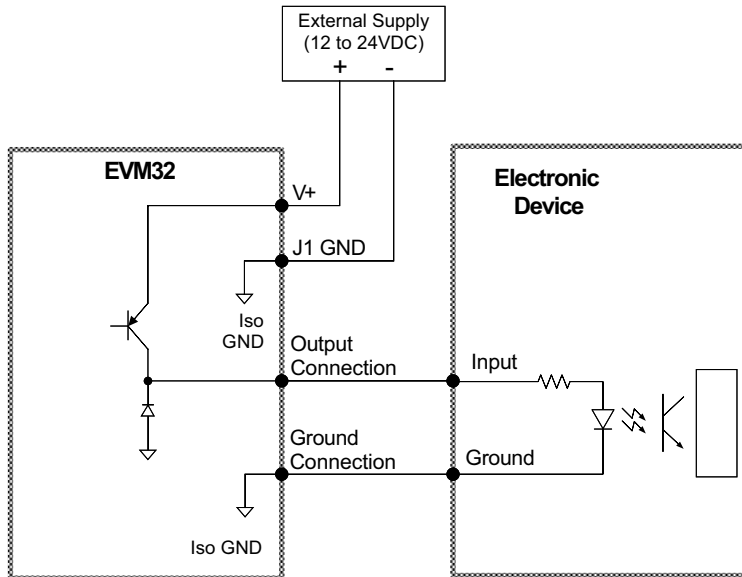 External Supply
(12 to 24VDC)
+ -
EVM32
Electronic
Device
V+
J1 GND
Iso
GND
Output
Connection
Input
Ground
Connection
Ground
Iso GND